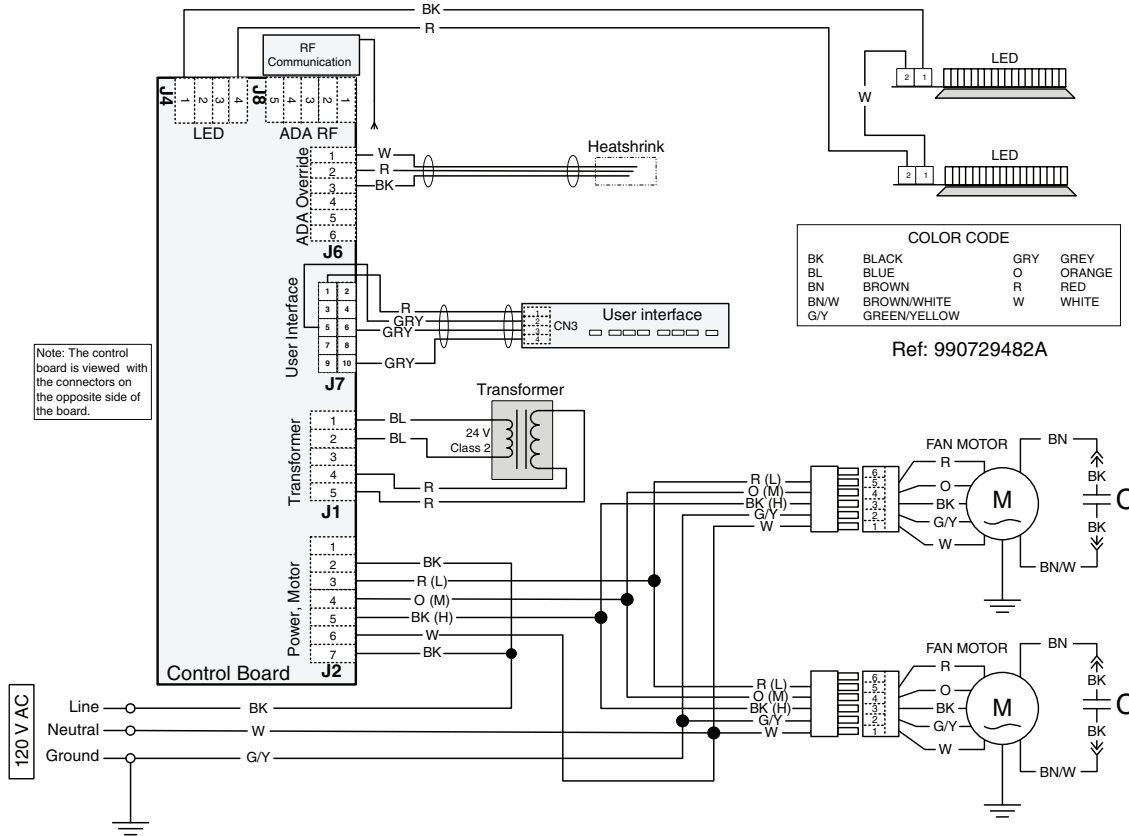 BK
R
RF
Communication
J4
1
2
3
4
LED
J8
5
4
3
2
1
ADA RF
2
1
LED
W
2
1
LED
ADA Override
1
2
3
4
5
6
J6
W
R
BK
Heatshrink
COLOR CODE
BK BLACK GRY GREY
BL BLUE O ORANGE
BN BROWN R RED
BN/W BROWN/WHITE W WHITE
G/Y GREEN/YELLOW
Ref: 990729482A
User Interface
1 2
3 4
5 6
7 8
9 10
J7
R
GRY
GRY
GRY
1
2
3
4
CN3
User interface
Note: The control
board is viewed with
the connectors on
the opposite side of
the board.
Transformer
1
2
3
4
5
J1
BL
BL
R
R
Transformer
24 V
Class 2
Power, Motor
1
2
3
4
5
6
7
J2
BK
R (L)
O (M)
BK (H)
W
BK
Control Board
R (L)
O (M)
BK (H)
G/Y
W
6
5
4
3
2
1
FAN MOTOR
R
O
BK
G/Y
W
M
BN
BK
C
BK
BN/W
R (L)
O (M)
BK (H)
G/Y
W
6
5
4
3
2
1
FAN MOTOR
R
O
BK
G/Y
W
M
BN
BK
C
BK
BN/W
120 V AC
Line
BK
Neutral
W
Ground
G/Y